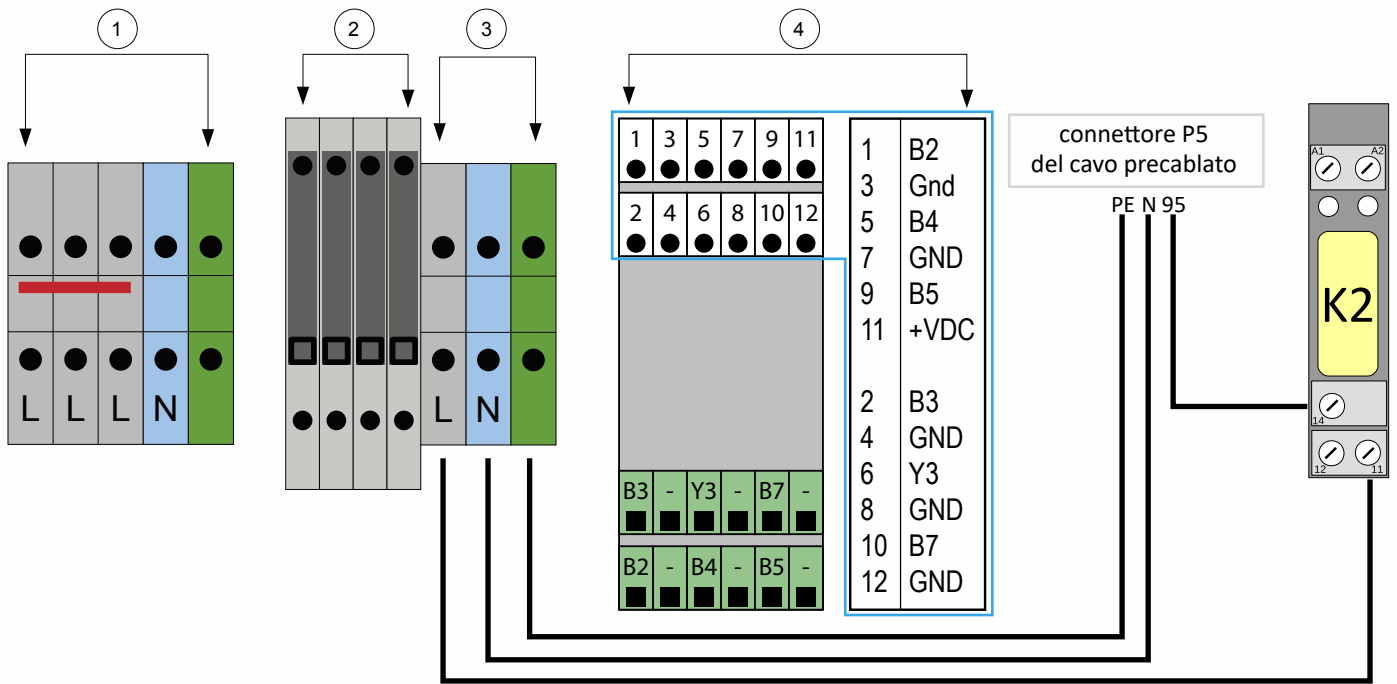 1
2
3
4
L L L N
L N
1 3 5 7 9 11
2 4 6 8 10 12
B3 - Y3 - B7 -
B2 - B4 - B5 -
1 B2
3 Gnd
5 B4
7 GND
9 B5
11 +VDC
2 B3
4 GND
6 Y3
8 GND
10 B7
12 GND
connettore P5
del cavo precablato
PE N 95
A1 A2
K2
14
12 11